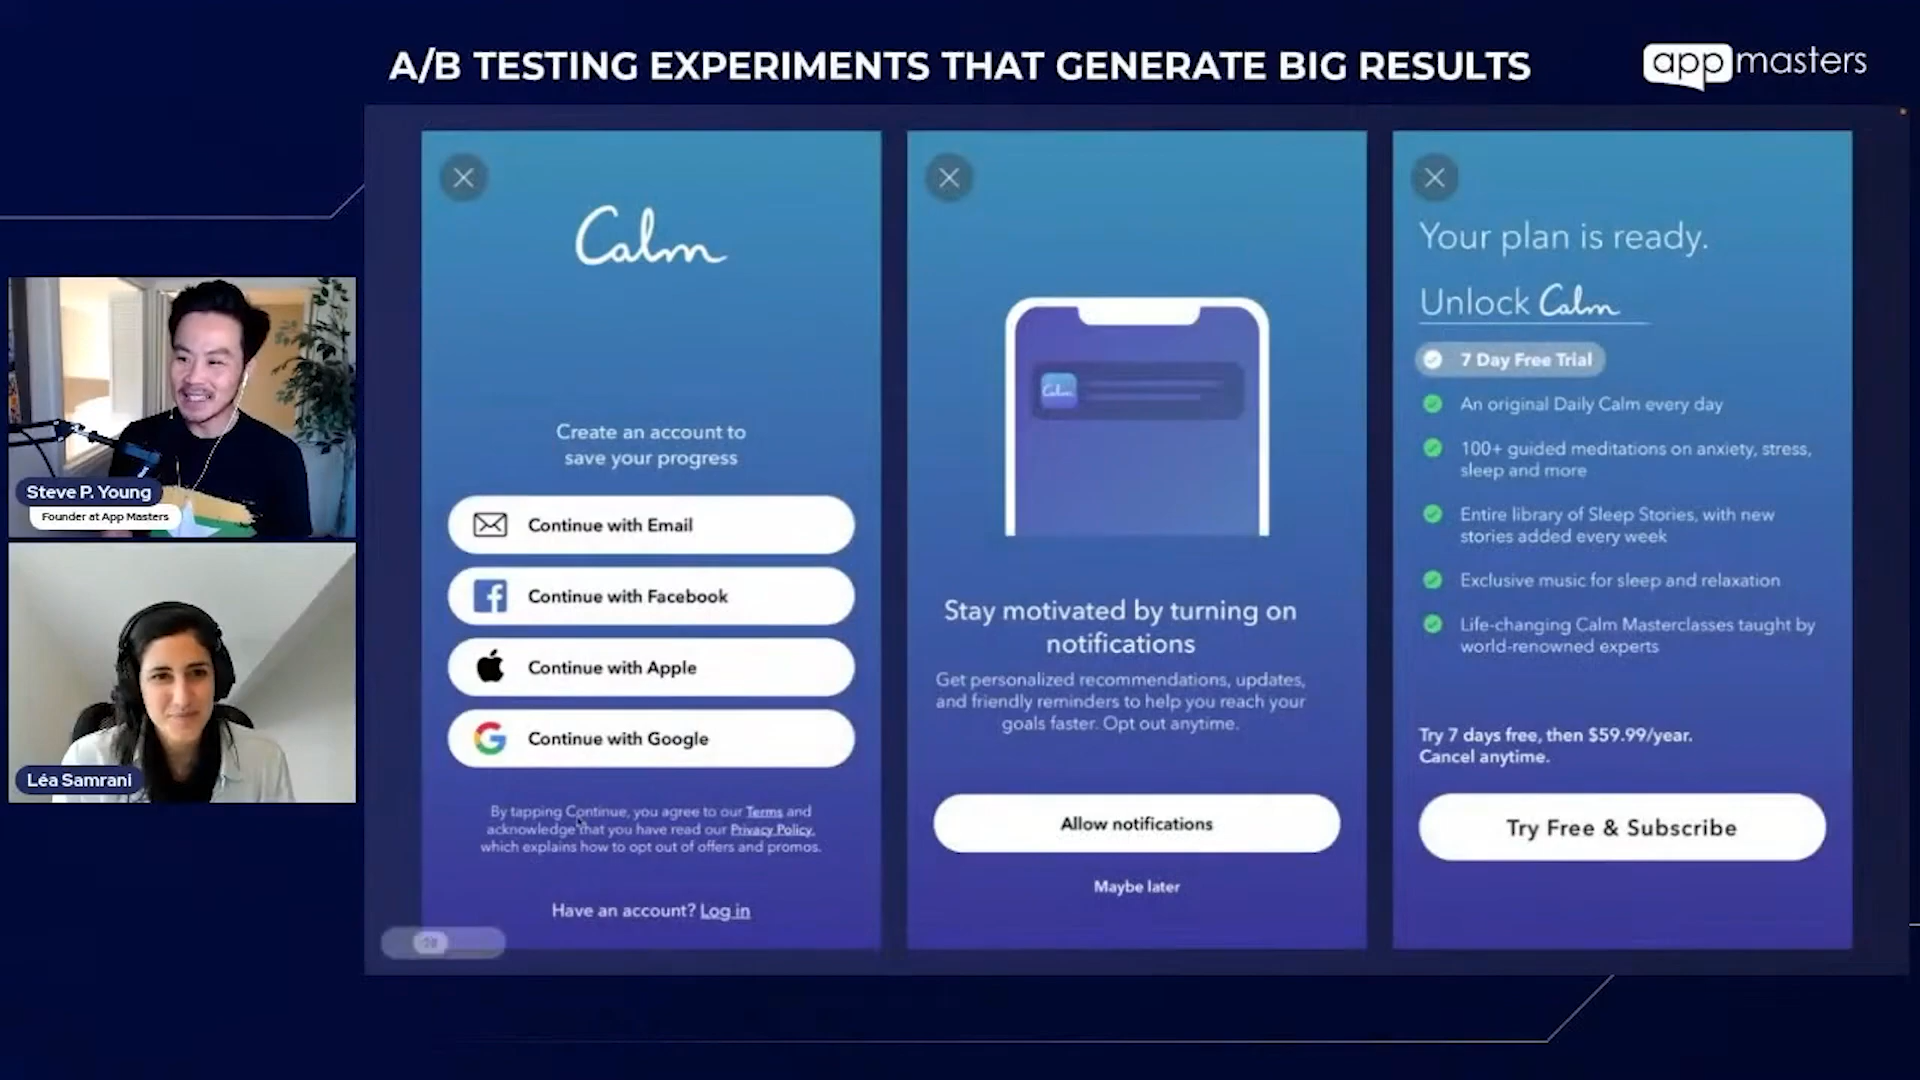 A/B TESTING EXPERIMENTS THAT GENERATE BIG RESULTS
app masters
Steve P. Young
Founder at App Masters
Léa Samrani
Calm
Create an account to
save your progress
Continue with Email
Continue with Facebook
Continue with Apple
Continue with Google
By tapping Continue, you agree to our Terms and
acknowledge that you have read our Privacy Policy,
which explains how to opt out of offers and promos.
Have an account? Log in
Calm
Stay motivated by turning on
notifications
Get personalized recommendations, updates,
and friendly reminders to help you reach your
goals faster. Opt out anytime.
Allow notifications
Maybe later
Your plan is ready.
Unlock Calm
7 Day Free Trial
An original Daily Calm every day
100+ guided meditations on anxiety, stress,
sleep and more
Entire library of Sleep Stories, with new
stories added every week
Exclusive music for sleep and relaxation
Life-changing Calm Masterclasses taught by
world-renowned experts
Try 7 days free, then $59.99/year.
Cancel anytime.
Try Free & Subscribe